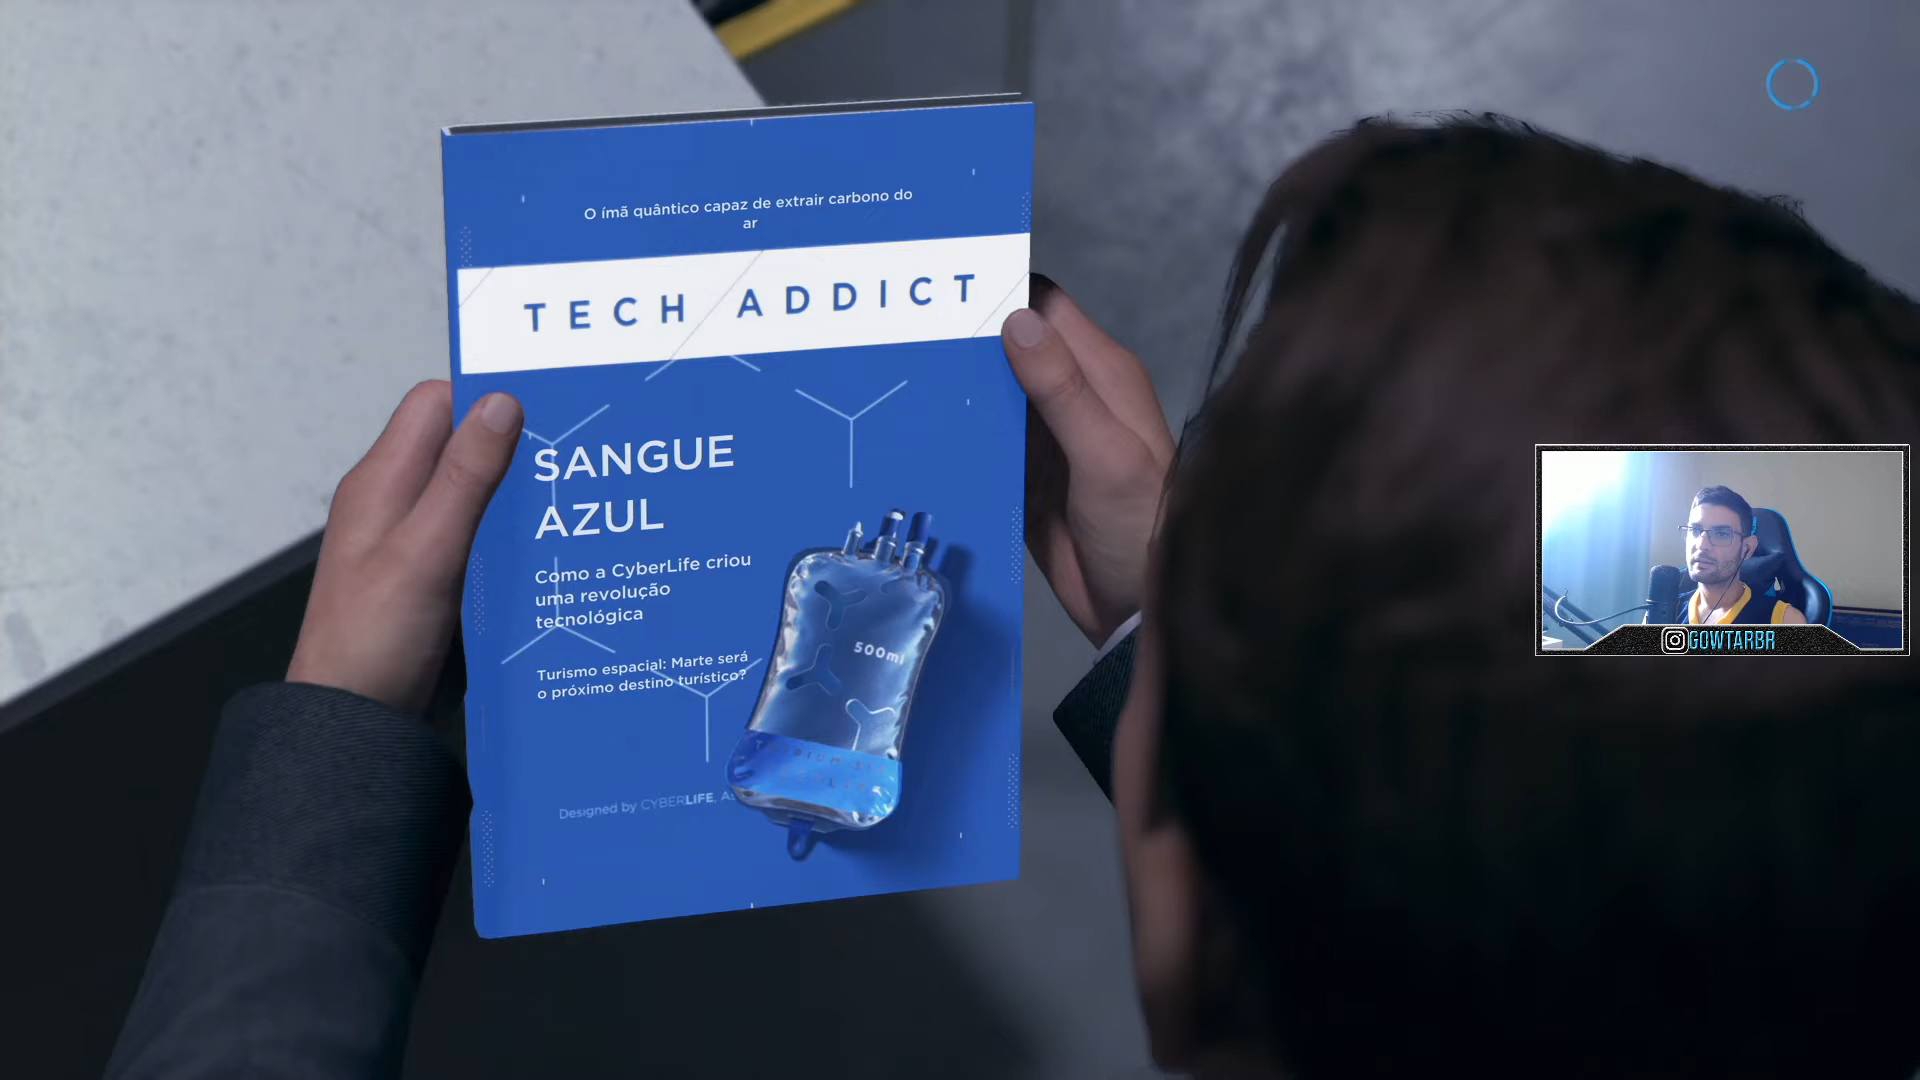 O ímã quântico capaz de extrair carbono do
ar
TECH ADDICT
SANGUE
AZUL
Como a CyberLife criou
uma revolução
tecnológica
500ml
Turismo espacial: Marte será
o próximo destino turístico?
Designed by CYBERLIFE,
GOWTARBR